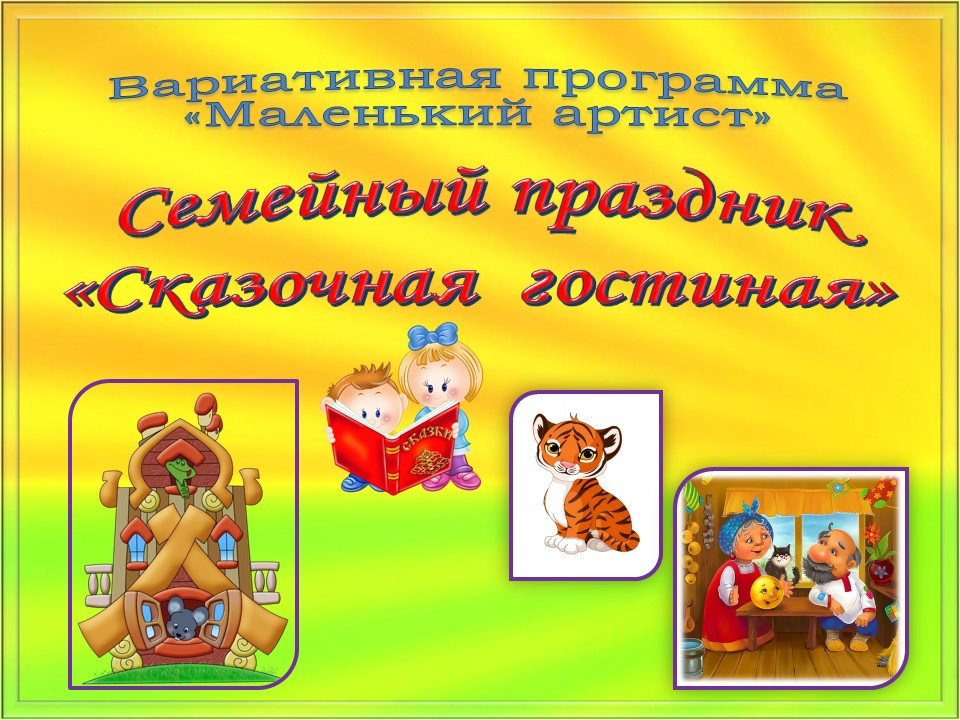 Вариативная программа
«Маленький артист»
Семейный праздник
«Сказочная гостиная»
сказки